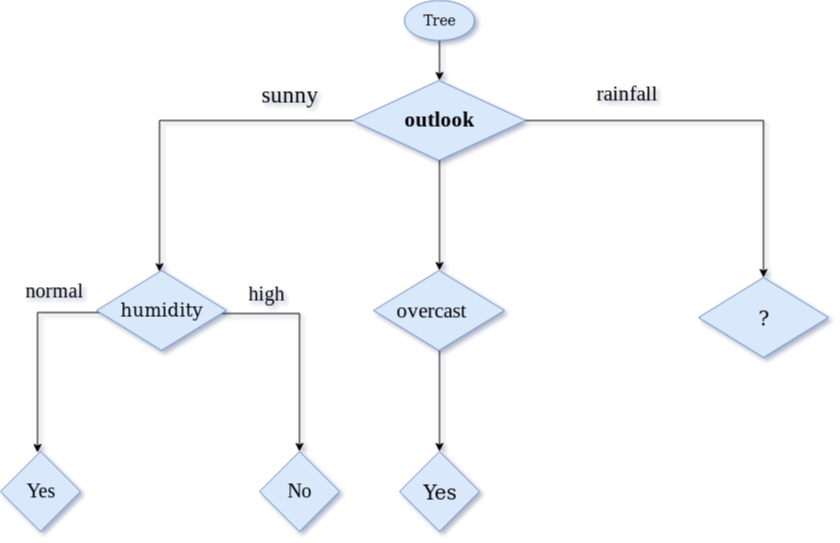 Tree
sunny
rainfall
outlook
normal
high
humidity
overcast
?
Yes
No
Yes